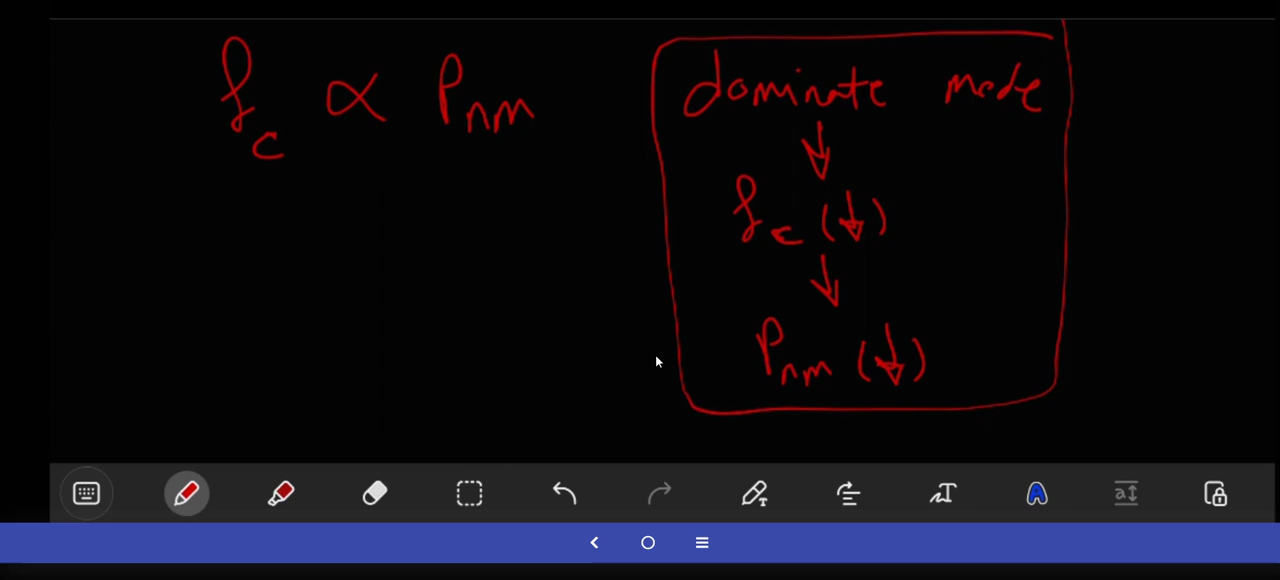 f_c ∝ P_nm
dominate mode
↓
f_c (↓)
↓
P_nm (↓)